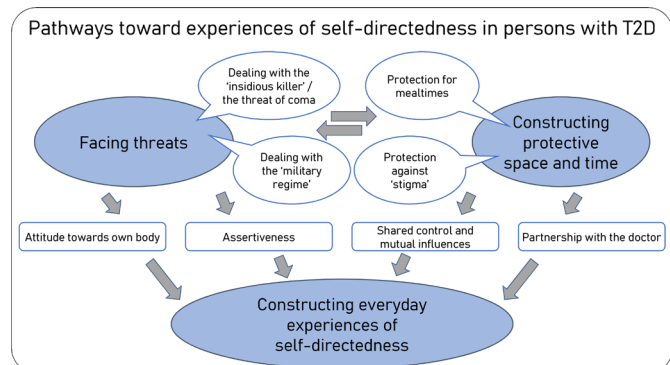 Pathways toward experiences of self-directedness in persons with T2D
Dealing with the
‘insidious killer’ /
the threat of coma
Protection for
mealtimes
Facing threats
Constructing
protective
space and time
Dealing with
the ‘military
regime’
Protection
against
‘stigma’
Attitude towards own body
Assertiveness
Shared control and
mutual influences
Partnership with the doctor
Constructing everyday
experiences of
self-directedness